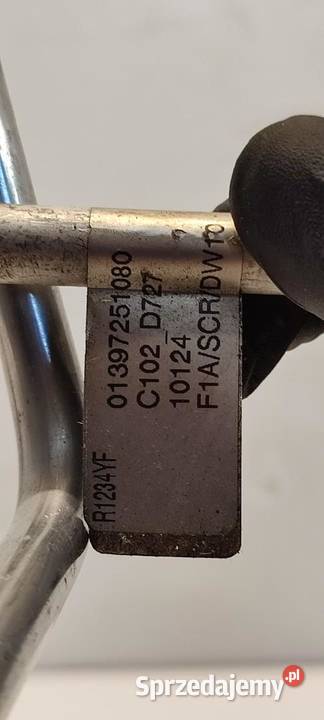 01397251080
C102_D727
10124
F1A/SCR/DW10
R1234YF
Sprzedajemy.pl